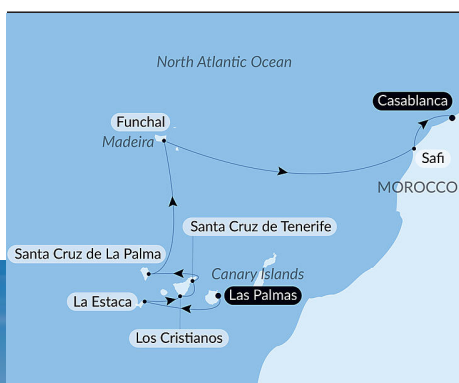 North Atlantic Ocean
Casablanca
Funchal
Madeira
Safi
MOROCCO
Santa Cruz de Tenerife
Santa Cruz de La Palma
Canary Islands
La Estaca
Las Palmas
Los Cristianos